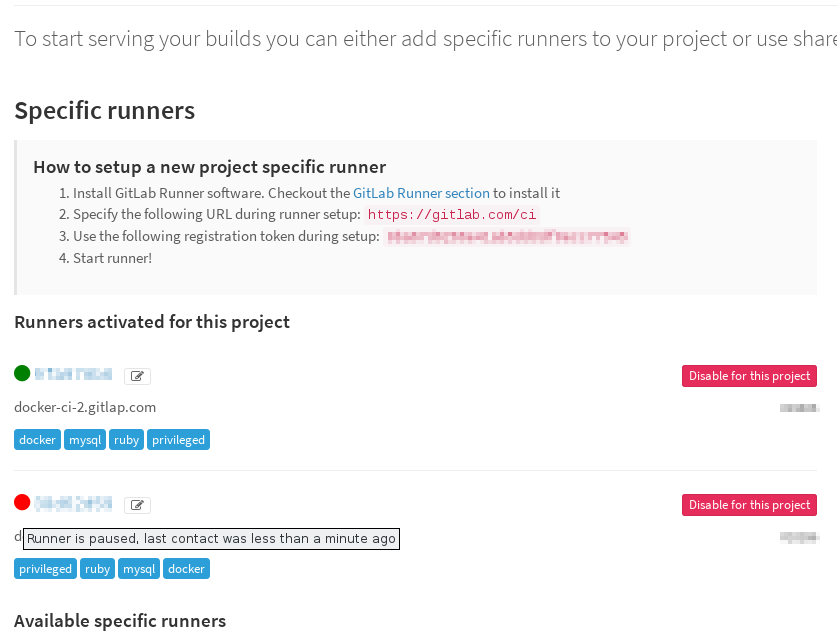 To start serving your builds you can either add specific runners to your project or use share
Specific runners
How to setup a new project specific runner
1. Install GitLab Runner software. Checkout the GitLab Runner section to install it
2. Specify the following URL during runner setup: https://gitlab.com/ci
3. Use the following registration token during setup:
4. Start runner!
Runners activated for this project
Disable for this project
docker-ci-2.gitlap.com
docker mysql ruby privileged
Disable for this project
d
Runner is paused, last contact was less than a minute ago
privileged ruby mysql docker
Available specific runners